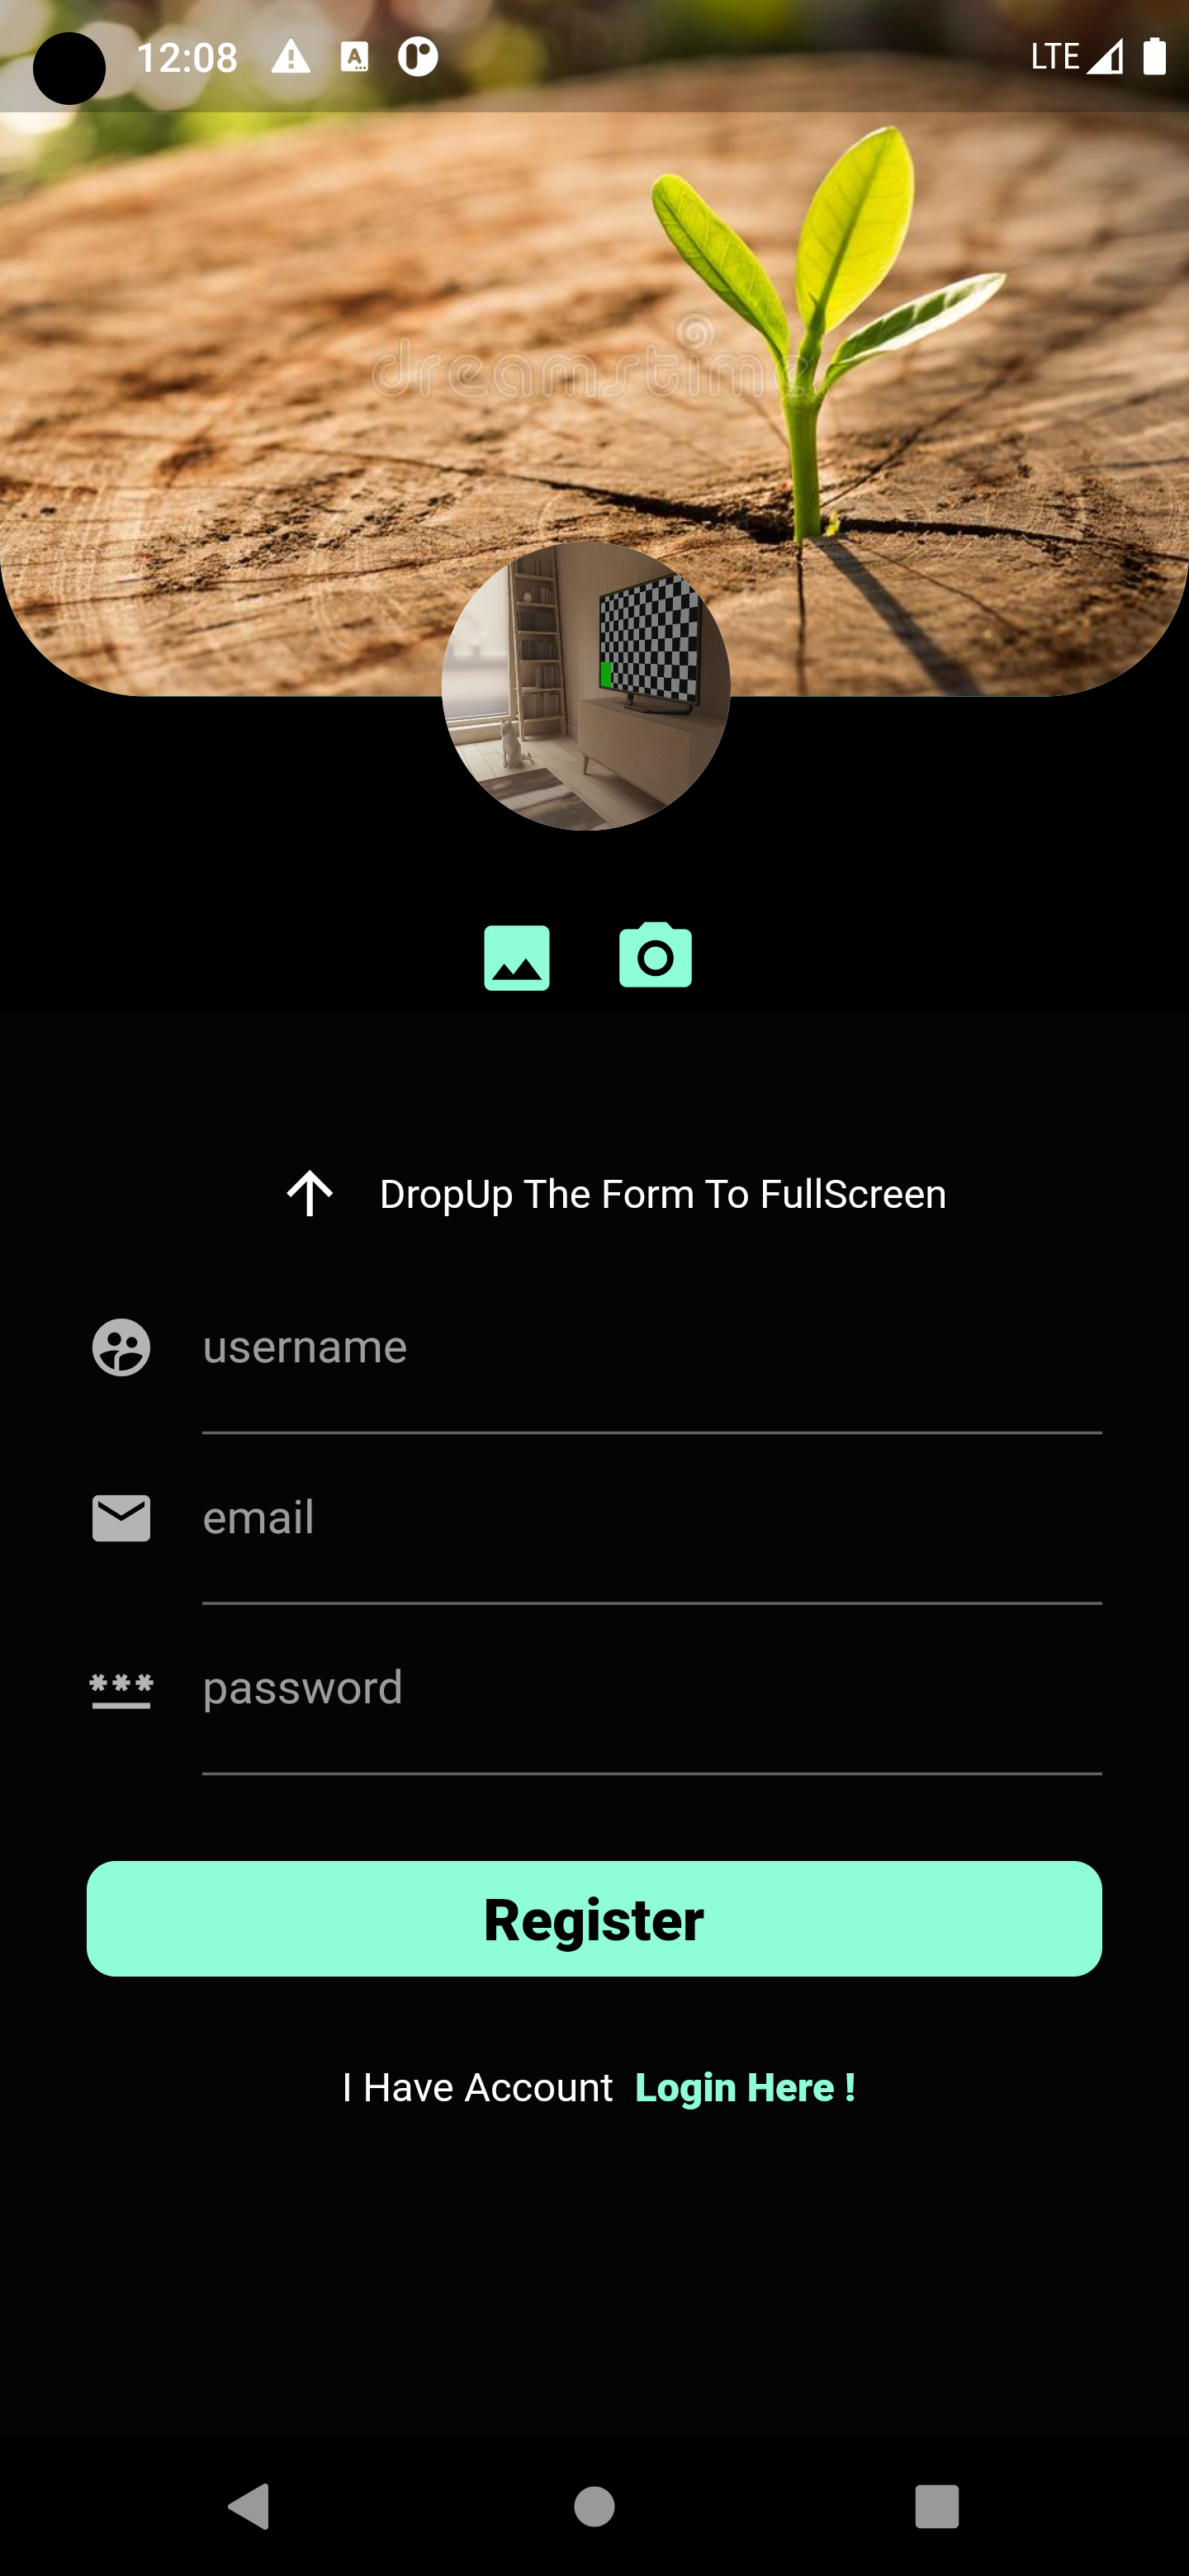 12:08
LTE
dreamstime
DropUp The Form To FullScreen
username
email
password
Register
I Have Account Login Here !